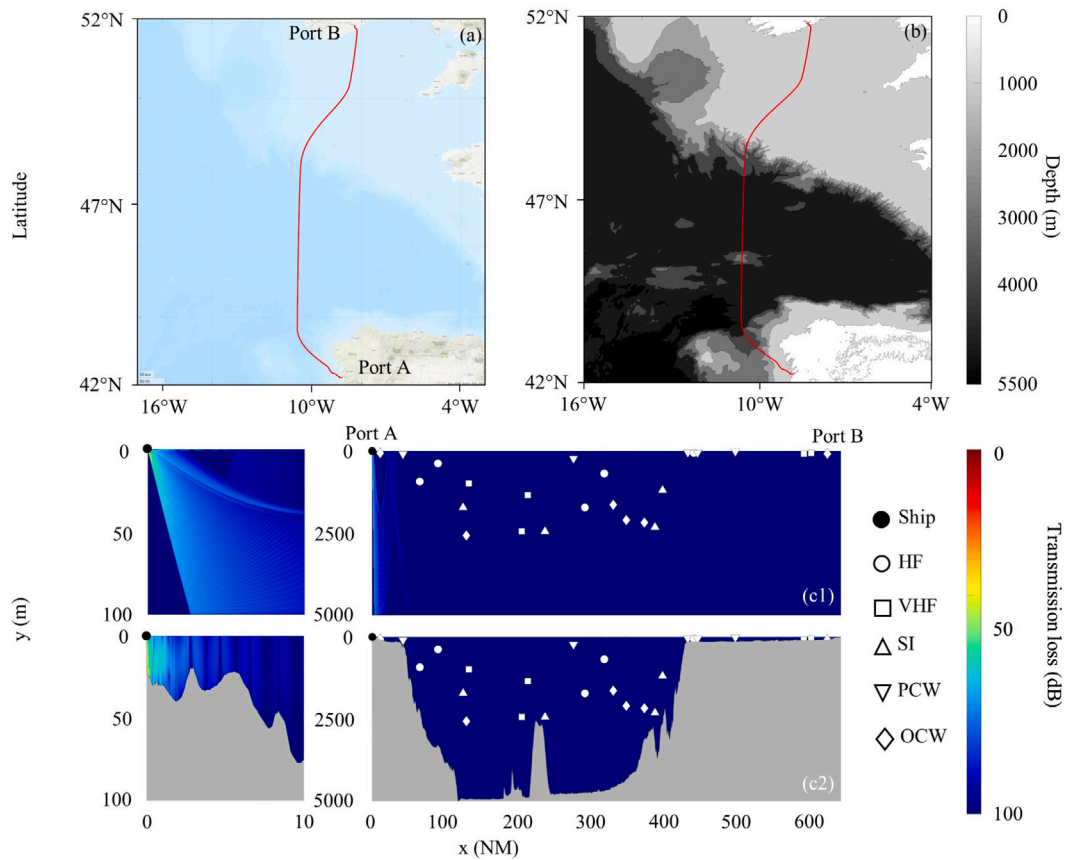 52°N
Port B
(a)
47°N
Latitude
Port A
42°N
16°W
10°W
4°W
52°N
(b)
47°N
42°N
16°W
10°W
4°W
0
1000
2000
3000
4000
5500
Depth (m)
Port A
Port B
0
50
100
0
2500
5000
(c1)
y (m)
0
50
100
0
2500
5000
(c2)
0
10
0
100
200
300
400
500
600
x (NM)
Ship
HF
VHF
SI
PCW
OCW
0
50
100
Transmission loss (dB)